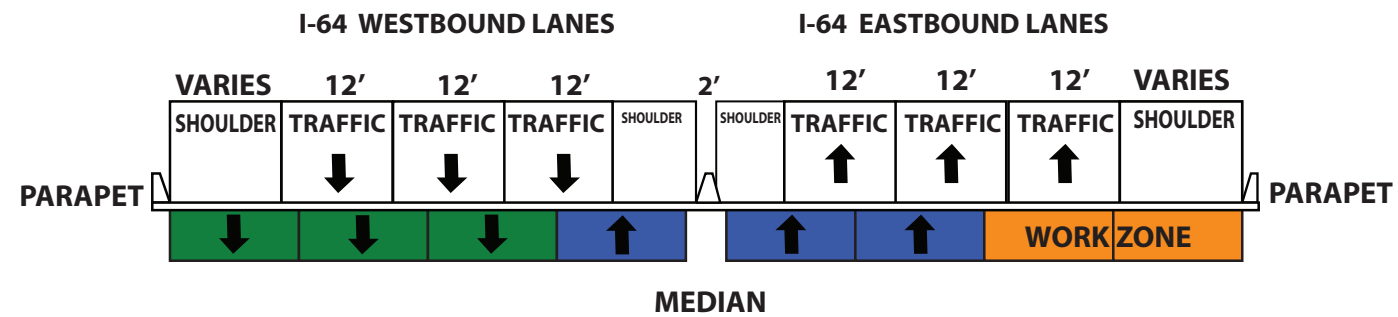 I-64 WESTBOUND LANES I-64 EASTBOUND LANES
VARIES 12’ 12’ 12’ 2’ 12’ 12’ 12’ VARIES
SHOULDER TRAFFIC TRAFFIC TRAFFIC SHOULDER SHOULDER TRAFFIC TRAFFIC TRAFFIC SHOULDER
PARAPET PARAPET
WORK ZONE
MEDIAN